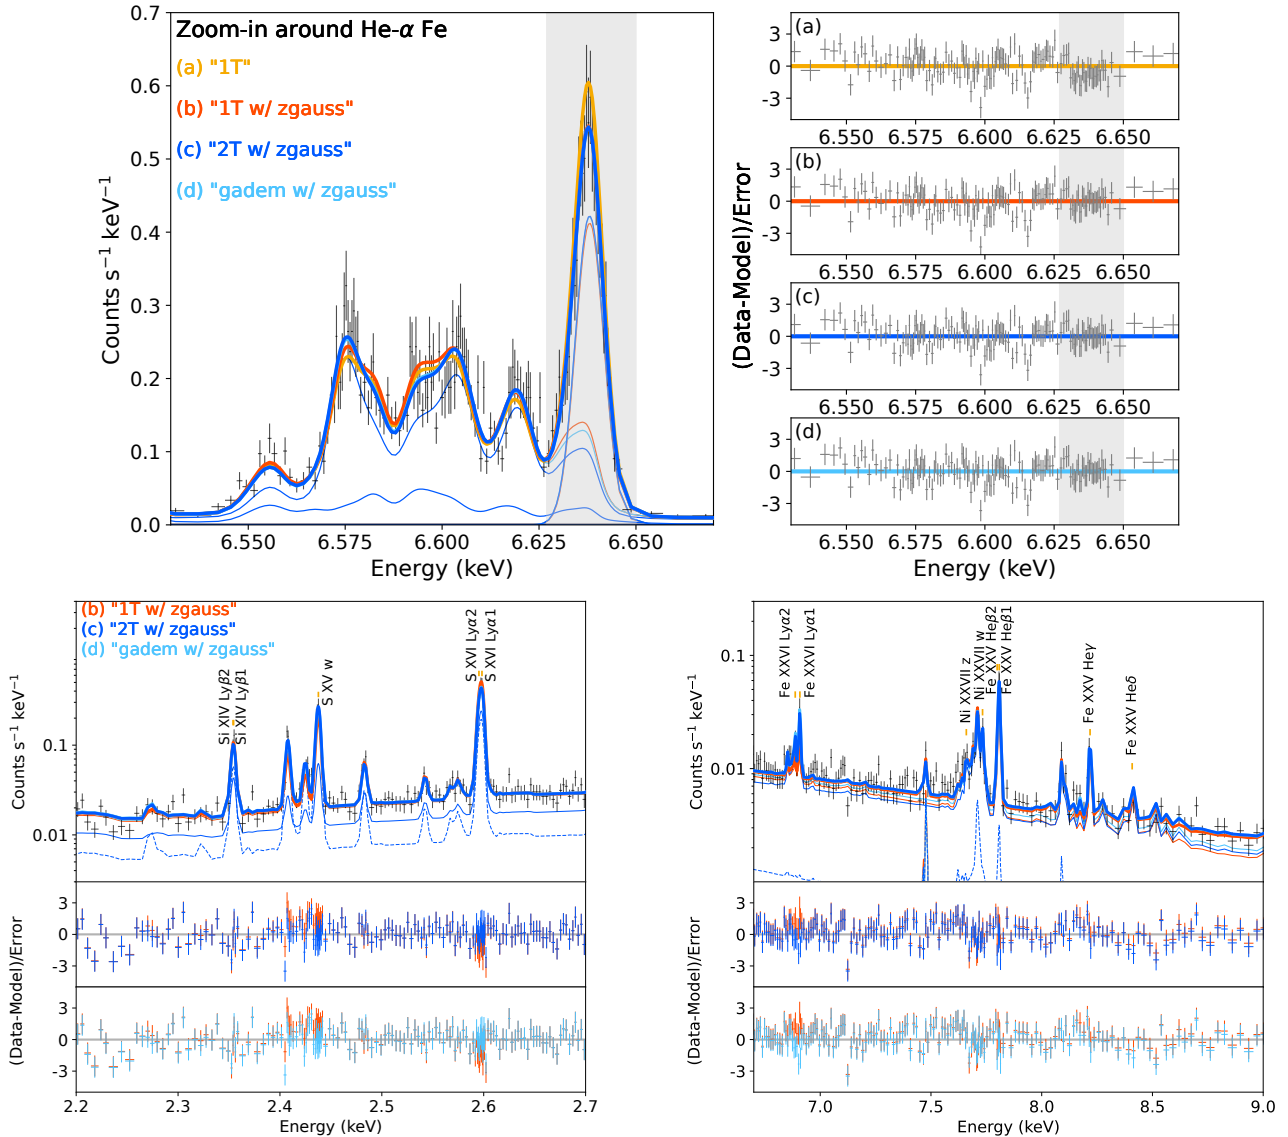 Zoom-in around He-α Fe
(a) "1T"
(b) "1T w/ zgauss"
(c) "2T w/ zgauss"
(d) "gadem w/ zgauss"
Counts s⁻¹ keV⁻¹
0.7
0.6
0.5
0.4
0.3
0.2
0.1
0.0
6.550 6.575 6.600 6.625 6.650
Energy (keV)
(Data-Model)/Error
(a)
3
0
-3
6.550 6.575 6.600 6.625 6.650
(b)
3
0
-3
6.550 6.575 6.600 6.625 6.650
(c)
3
0
-3
6.550 6.575 6.600 6.625 6.650
(d)
3
0
-3
6.550 6.575 6.600 6.625 6.650
Energy (keV)
(b) "1T w/ zgauss"
(c) "2T w/ zgauss"
(d) "gadem w/ zgauss"
Si XIV Lyβ2
Si XIV Lyβ1
S XV w
S XVI Lyα2
S XVI Lyα1
Counts s⁻¹ keV⁻¹
0.1
0.01
(Data-Model)/Error
3
0
-3
3
0
-3
2.2 2.3 2.4 2.5 2.6 2.7
Energy (keV)
Fe XXVI Lyα2
Fe XXVI Lyα1
Ni XXVII z
Ni XXVII w
Fe XXV Heβ2
Fe XXV Heβ1
Fe XXV Heγ
Fe XXV Heδ
Counts s⁻¹ keV⁻¹
0.1
0.01
(Data-Model)/Error
3
0
-3
3
0
-3
7.0 7.5 8.0 8.5 9.0
Energy (keV)